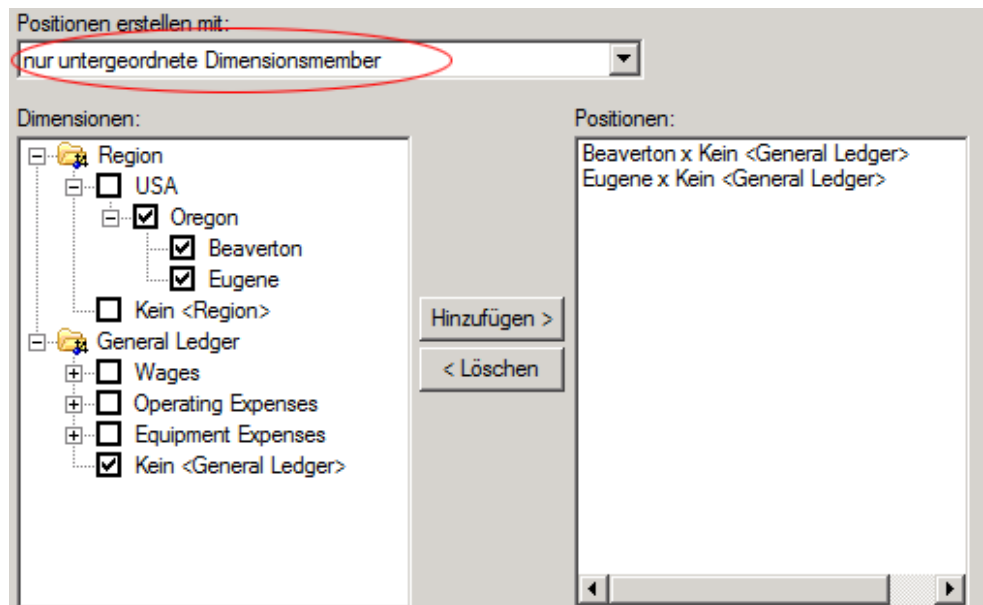 Positionen erstellen mit:
nur untergeordnete Dimensionsmember
Dimensionen:
Region
USA
Oregon
Beaverton
Eugene
Kein <Region>
General Ledger
Wages
Operating Expenses
Equipment Expenses
Kein <General Ledger>
Hinzufügen >
< Löschen
Positionen:
Beaverton x Kein <General Ledger>
Eugene x Kein <General Ledger>